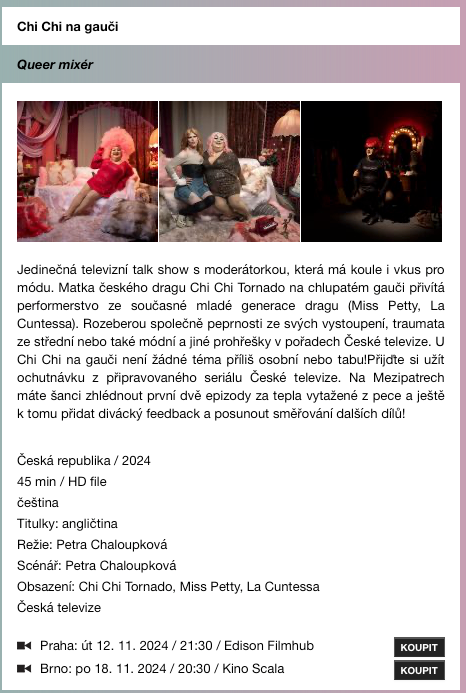 Chi Chi na gauči
Queer mixér
Jedinečná televizní talk show s moderátorkou, která má koule i vkus pro
módu. Matka českého dragu Chi Chi Tornado na chlupatém gauči přivítá
performerstvo ze současné mladé generace dragu (Miss Petty, La
Cuntessa). Rozeberou společně peprnosti ze svých vystoupení, traumata
ze střední nebo také módní a jiné prohřešky v pořadech České televize. U
Chi Chi na gauči není žádné téma příliš osobní nebo tabu!Přijďte si užít
ochutnávku z připravovaného seriálu České televize. Na Mezipatrech
máte šanci zhlédnout první dvě epizody za tepla vytažené z pece a ještě
k tomu přidat divácký feedback a posunout směřování dalších dílů!
Česká republika / 2024
45 min / HD file
čeština
Titulky: angličtina
Režie: Petra Chaloupková
Scénář: Petra Chaloupková
Obsazení: Chi Chi Tornado, Miss Petty, La Cuntessa
Česká televize
Praha: út 12. 11. 2024 / 21:30 / Edison Filmhub KOUPIT
Brno: po 18. 11. 2024 / 20:30 / Kino Scala KOUPIT